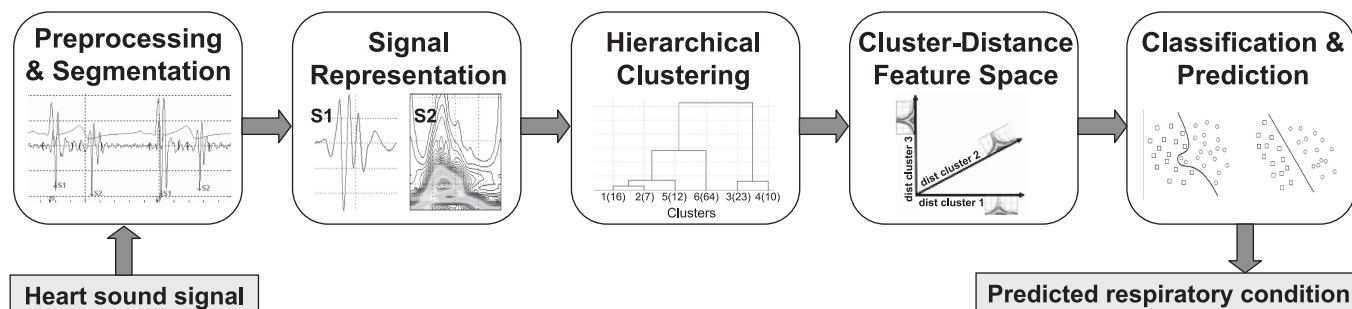 Preprocessing
& Segmentation
S1
S2
S1
S2
Signal
Representation
S1
S2
Hierarchical
Clustering
1(16) 2(7) 5(12) 6(64) 3(23) 4(10)
Clusters
Cluster-Distance
Feature Space
dist cluster 3
dist cluster 2
dist cluster 1
Classification &
Prediction
Heart sound signal
Predicted respiratory condition